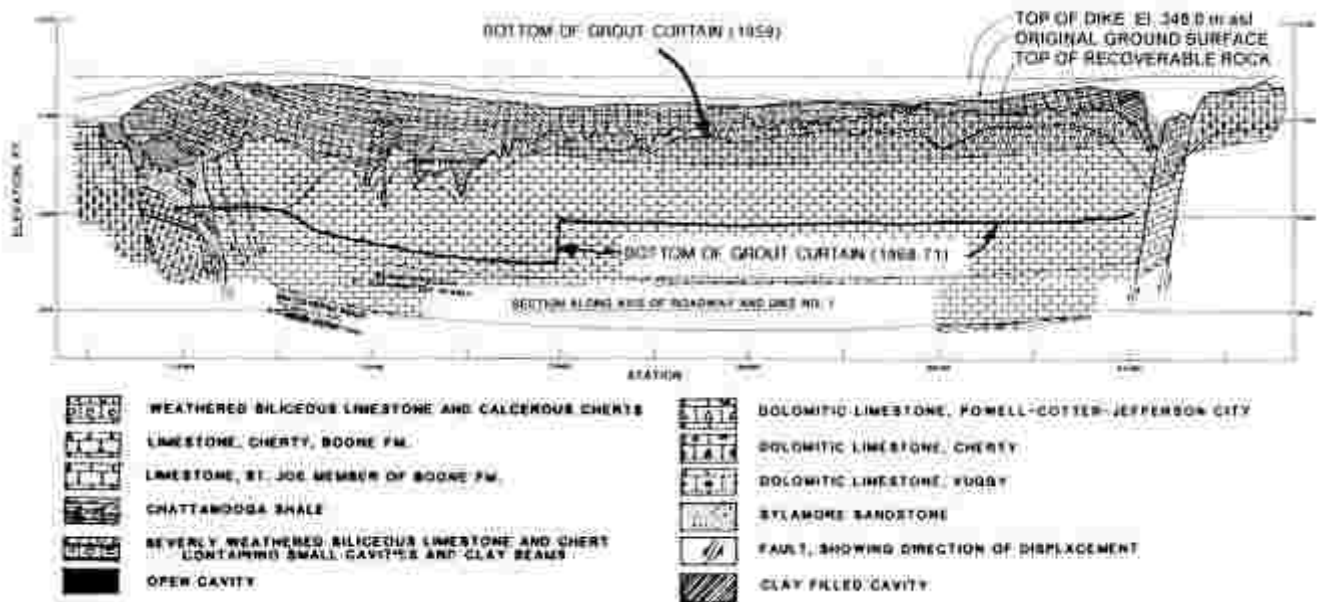 BOTTOM OF GROUT CURTAIN (1959)
TOP OF DIKE El. 346.0 m asl
ORIGINAL GROUND SURFACE
TOP OF RECOVERABLE ROCK
ELEVATION FT.
BOTTOM OF GROUT CURTAIN (1968-71)
SECTION ALONG AXIS OF ROADWAY AND DIKE NO. 1
STATION
WEATHERED SILICEOUS LIMESTONE AND CALCEROUS CHERTS
LIMESTONE, CHERTY, BOONE FM.
LIMESTONE, ST. JOE MEMBER OF BOONE FM.
CHATTANOOGA SHALE
SEVERLY WEATHERED SILICEOUS LIMESTONE AND CHERT
CONTAINING SMALL CAVITIES AND CLAY SEAMS
OPEN CAVITY
DOLOMITIC LIMESTONE, POWELL-COTTER-JEFFERSON CITY
DOLOMITIC LIMESTONE, CHERTY
DOLOMITIC LIMESTONE, VUGGY
SYLAMORE SANDSTONE
FAULT, SHOWING DIRECTION OF DISPLACEMENT
CLAY FILLED CAVITY